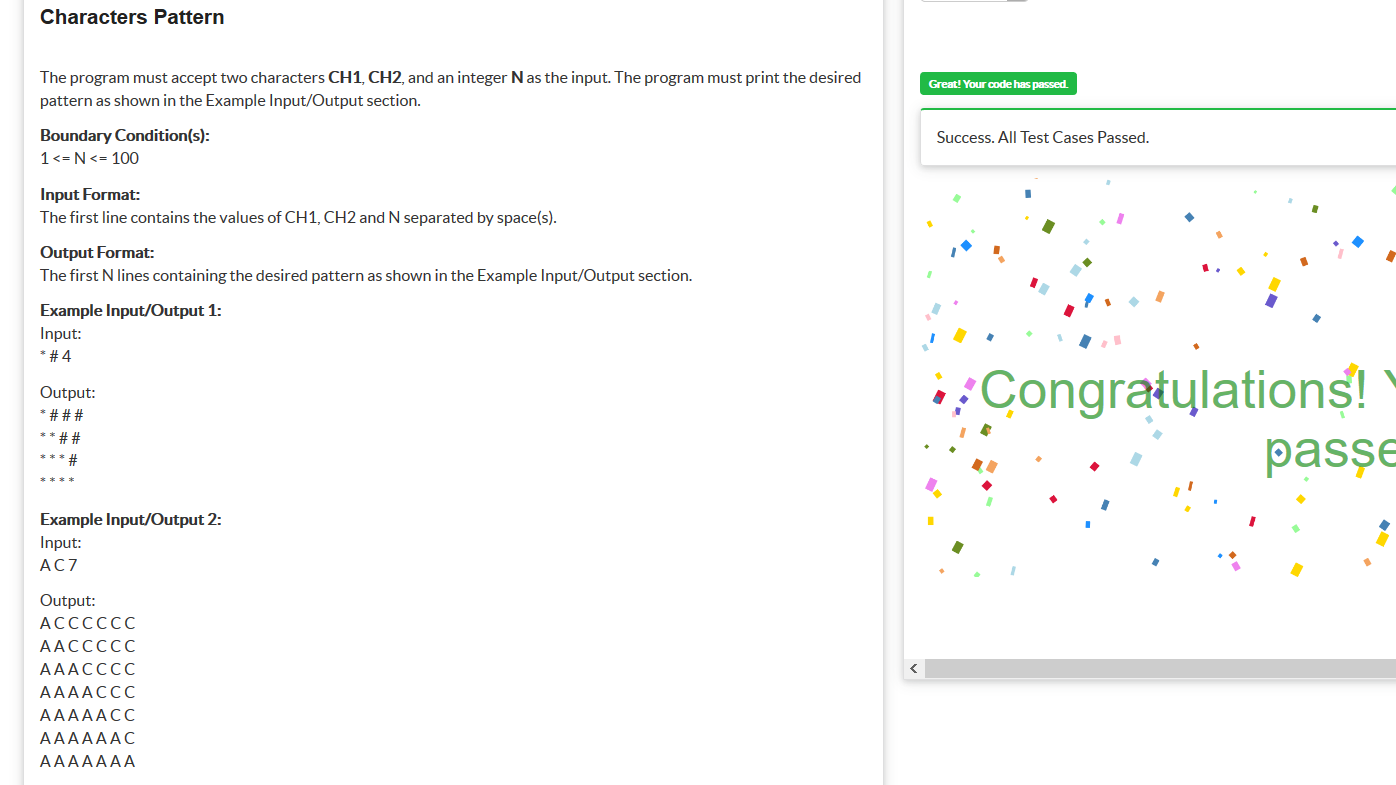 Characters Pattern
The program must accept two characters CH1, CH2, and an integer N as the input. The program must print the desired
pattern as shown in the Example Input/Output section.
Boundary Condition(s):
1 <= N <= 100
Input Format:
The first line contains the values of CH1, CH2 and N separated by space(s).
Output Format:
The first N lines containing the desired pattern as shown in the Example Input/Output section.
Example Input/Output 1:
Input:
* # 4
Output:
* # # #
* * # #
* * * #
* * * *
Example Input/Output 2:
Input:
A C 7
Output:
A C C C C C C
A A C C C C C
A A A C C C C
A A A A C C C
A A A A A C C
A A A A A A C
A A A A A A A
Great! Your code has passed.
Success. All Test Cases Passed.
Congratulations! Y
passe